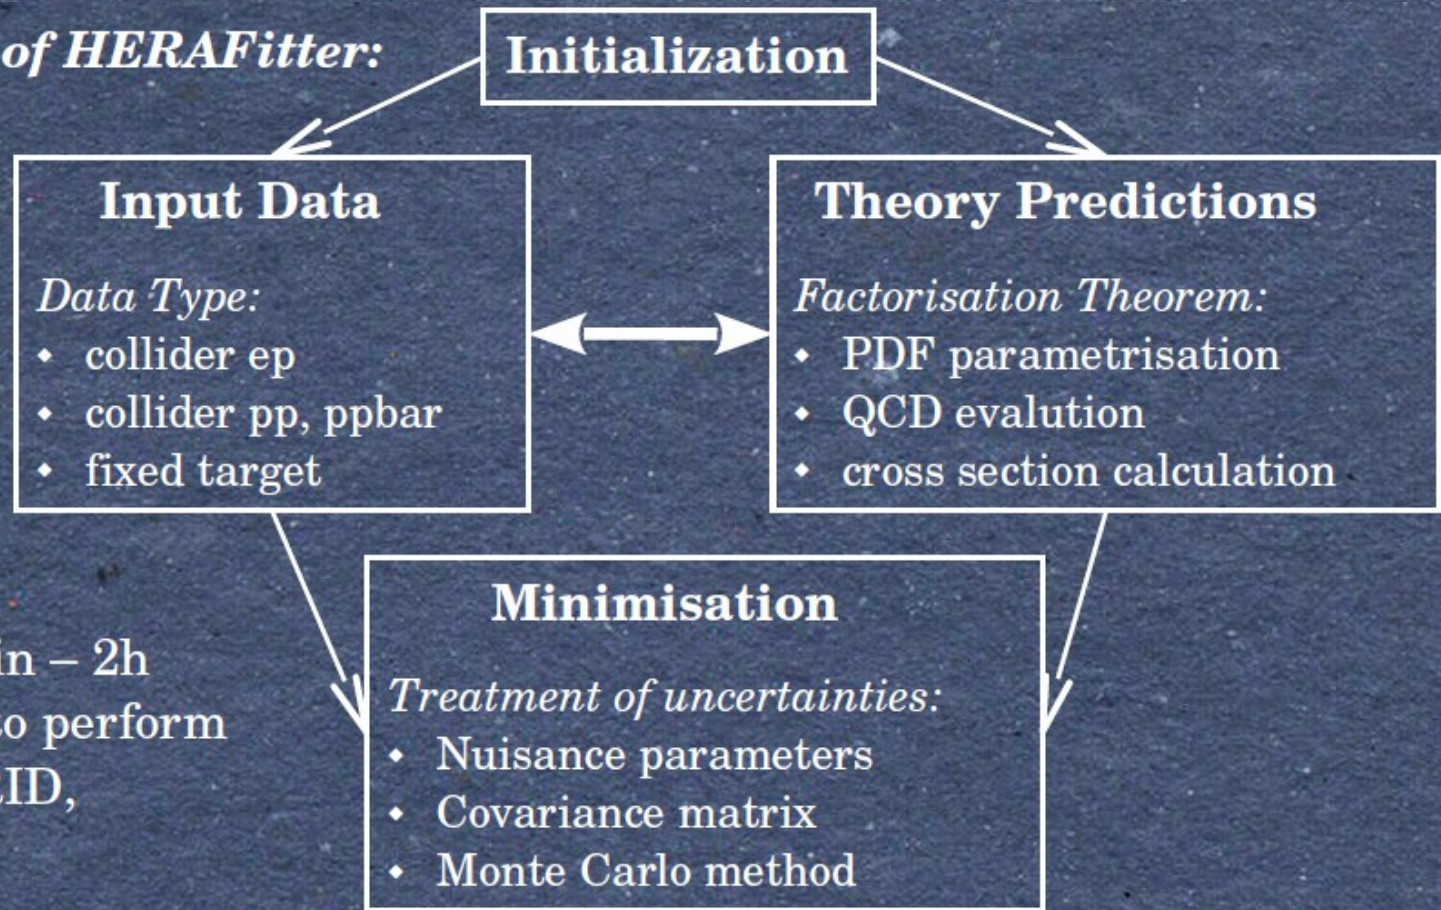 of HERAFitter:
Initialization
Input Data
Data Type:
• collider ep
• collider pp, ppbar
• fixed target
Theory Predictions
Factorisation Theorem:
• PDF parametrisation
• QCD evalution
• cross section calculation
Minimisation
Treatment of uncertainties:
• Nuisance parameters
• Covariance matrix
• Monte Carlo method
– 2h
to perform